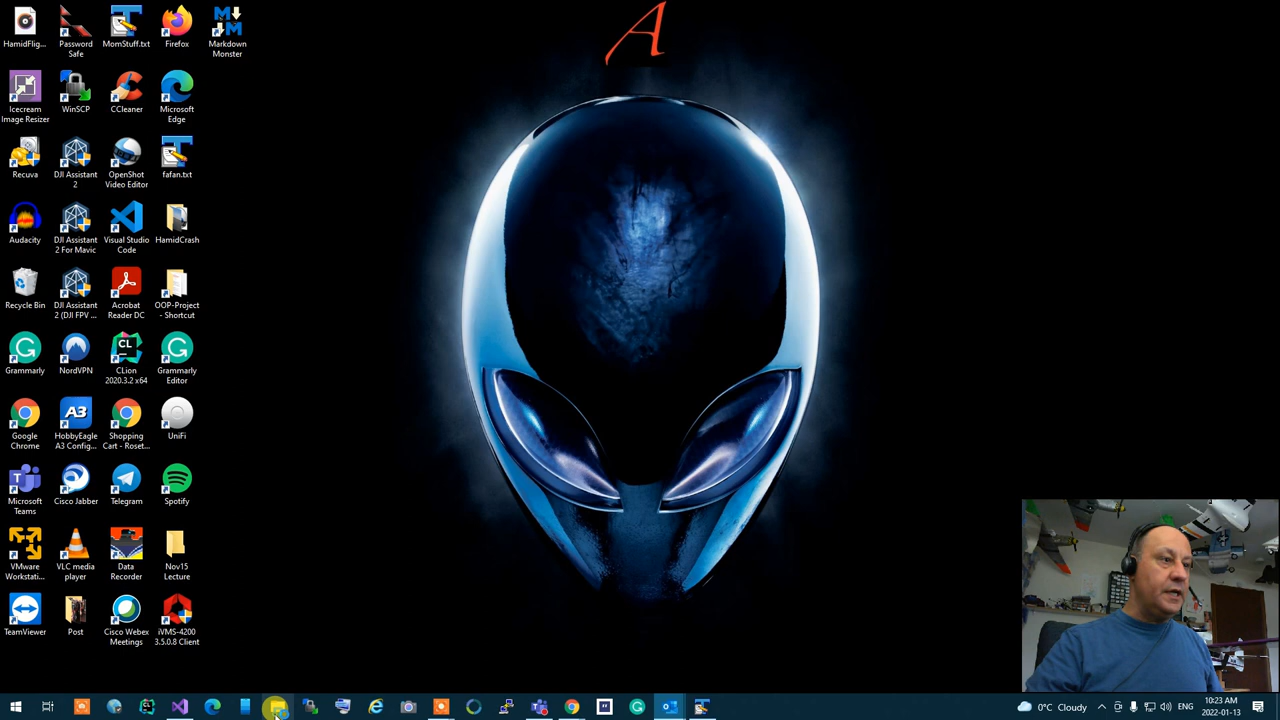 A
HamidFlig...
Password
Safe
MomStuff.txt
Firefox
Markdown
Monster
Icecream
Image Resizer
WinSCP
CCleaner
Microsoft
Edge
Recuva
DJI Assistant
2
OpenShot
Video Editor
fafan.txt
Audacity
DJI Assistant
2 For Mavic
Visual Studio
Code
HamidCrash
Recycle Bin
DJI Assistant
2 (DJI FPV ...
Acrobat
Reader DC
OOP-Project
- Shortcut
Grammarly
NordVPN
CLion
2020.3.2 x64
Grammarly
Editor
Google
Chrome
HobbyEagle
A3 Config...
Shopping
Cart - Roset...
UniFi
Microsoft
Teams
Cisco Jabber
Telegram
Spotify
VMware
Workstati...
VLC media
player
Data
Recorder
Nov15
Lecture
TeamViewer
Post
Cisco Webex
Meetings
iVMS-4200
3.5.0.8 Client
0°C Cloudy
ENG
10:23 AM
2022-01-13